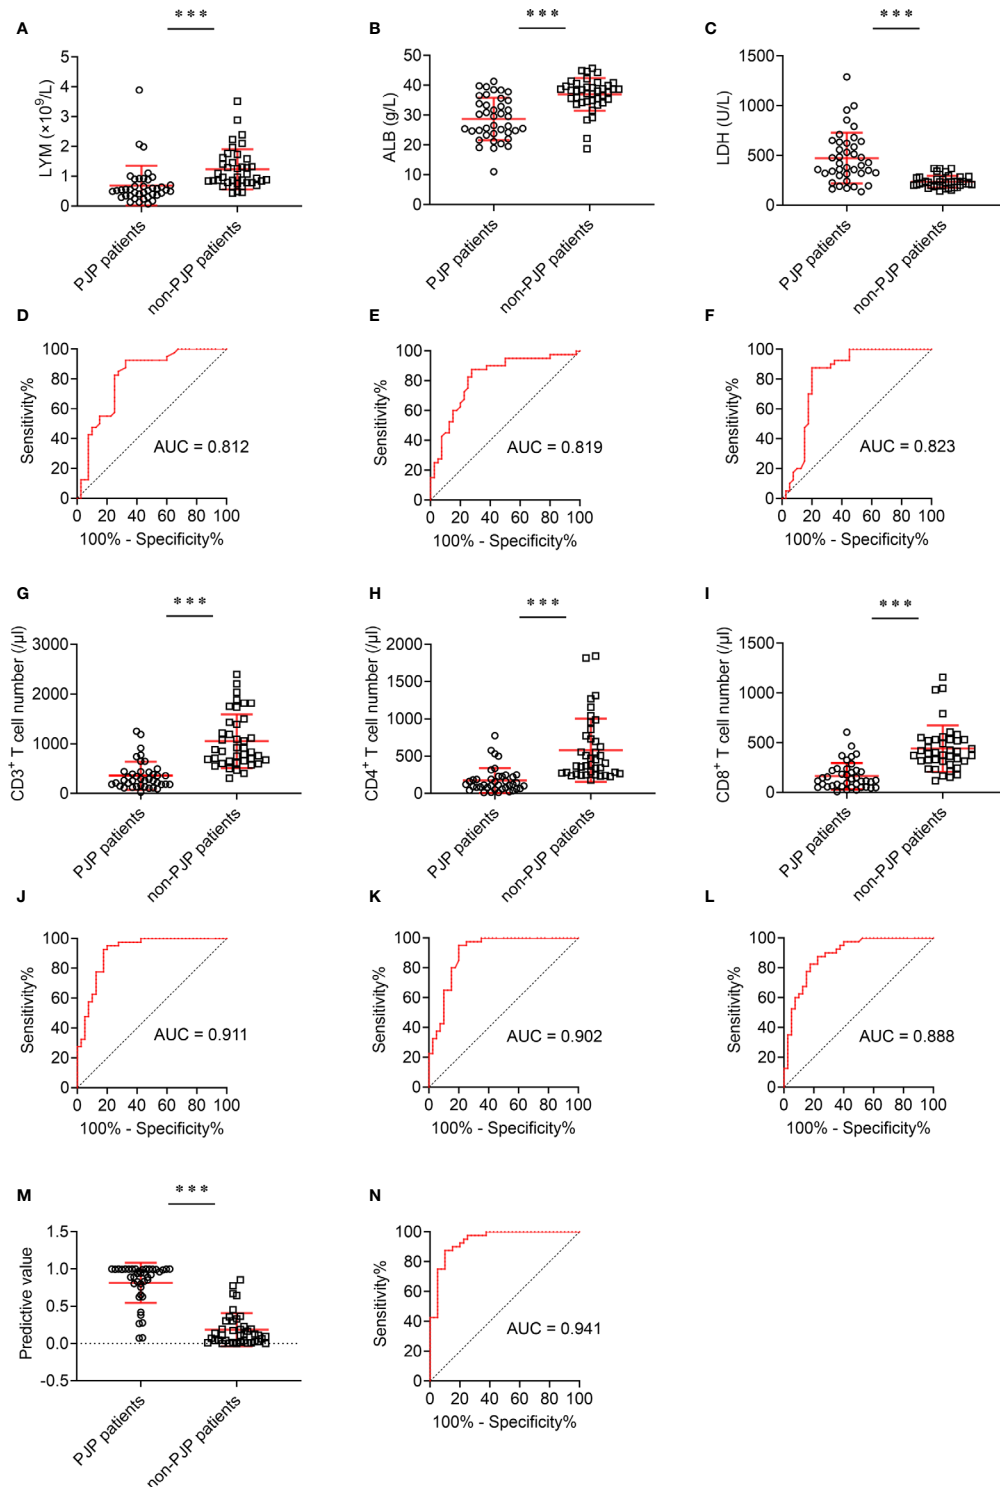 A
***
LYM (×10⁹/L)
5
4
3
2
1
0
PJP patients
non-PJP patients
B
***
ALB (g/L)
50
40
30
20
10
0
PJP patients
non-PJP patients
C
***
LDH (U/L)
1500
1000
500
0
PJP patients
non-PJP patients
D
Sensitivity%
100
80
60
40
20
0
AUC = 0.812
0 20 40 60 80 100
100% - Specificity%
E
Sensitivity%
100
80
60
40
20
0
AUC = 0.819
0 20 40 60 80 100
100% - Specificity%
F
Sensitivity%
100
80
60
40
20
0
AUC = 0.823
0 20 40 60 80 100
100% - Specificity%
G
***
CD3⁺ T cell number (/μl)
3000
2000
1000
0
PJP patients
non-PJP patients
H
***
CD4⁺ T cell number (/μl)
2000
1500
1000
500
0
PJP patients
non-PJP patients
I
***
CD8⁺ T cell number (/μl)
1500
1000
500
0
PJP patients
non-PJP patients
J
Sensitivity%
100
80
60
40
20
0
AUC = 0.911
0 20 40 60 80 100
100% - Specificity%
K
Sensitivity%
100
80
60
40
20
0
AUC = 0.902
0 20 40 60 80 100
100% - Specificity%
L
Sensitivity%
100
80
60
40
20
0
AUC = 0.888
0 20 40 60 80 100
100% - Specificity%
M
***
Predictive value
1.5
1.0
0.5
0.0
-0.5
PJP patients
non-PJP patients
N
Sensitivity%
100
80
60
40
20
0
AUC = 0.941
0 20 40 60 80 100
100% - Specificity%